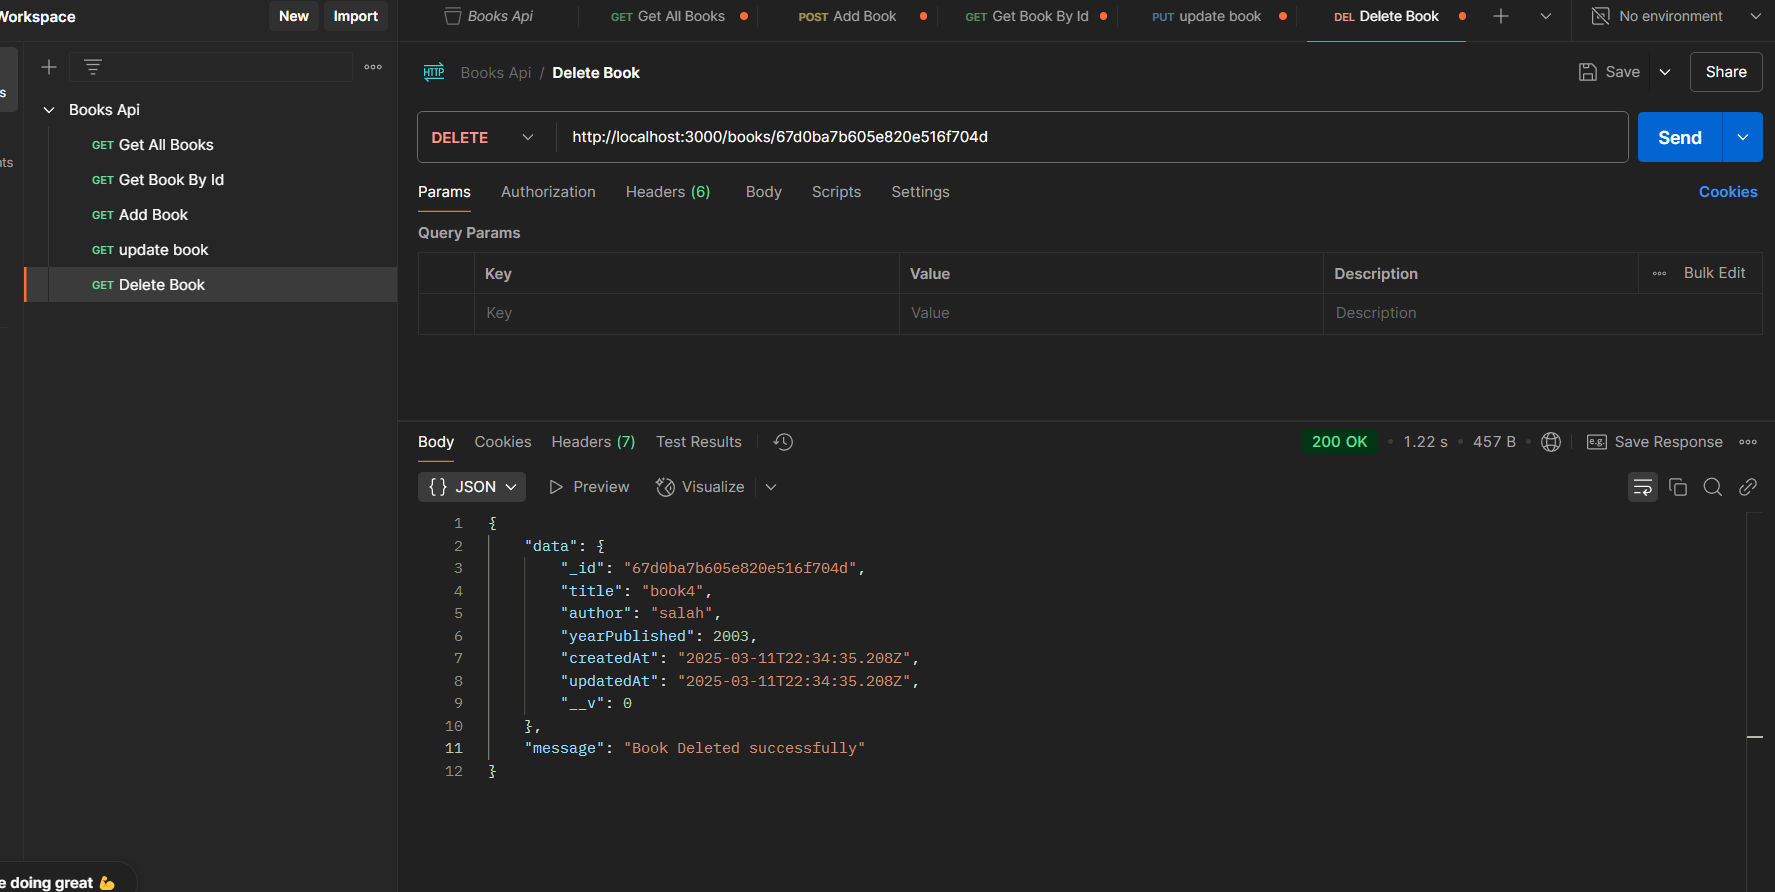 Workspace
New
Import
Books Api
GET Get All Books
POST Add Book
GET Get Book By Id
PUT update book
DEL Delete Book
No environment
s
Books Api
GET Get All Books
GET Get Book By Id
GET Add Book
GET update book
GET Delete Book
nts
HTTP Books Api / Delete Book
Save
Share
DELETE
http://localhost:3000/books/67d0ba7b605e820e516f704d
Send
Params
Authorization
Headers (6)
Body
Scripts
Settings
Cookies
Query Params
Key
Value
Description
Bulk Edit
Key
Value
Description
Body
Cookies
Headers (7)
Test Results
200 OK
1.22 s
457 B
e.g.
Save Response
{} JSON
Preview
Visualize
1 {
2 "data": {
3 "_id": "67d0ba7b605e820e516f704d",
4 "title": "book4",
5 "author": "salah",
6 "yearPublished": 2003,
7 "createdAt": "2025-03-11T22:34:35.208Z",
8 "updatedAt": "2025-03-11T22:34:35.208Z",
9 "__v": 0
10 },
11 "message": "Book Deleted successfully"
12 }
e doing great 💪